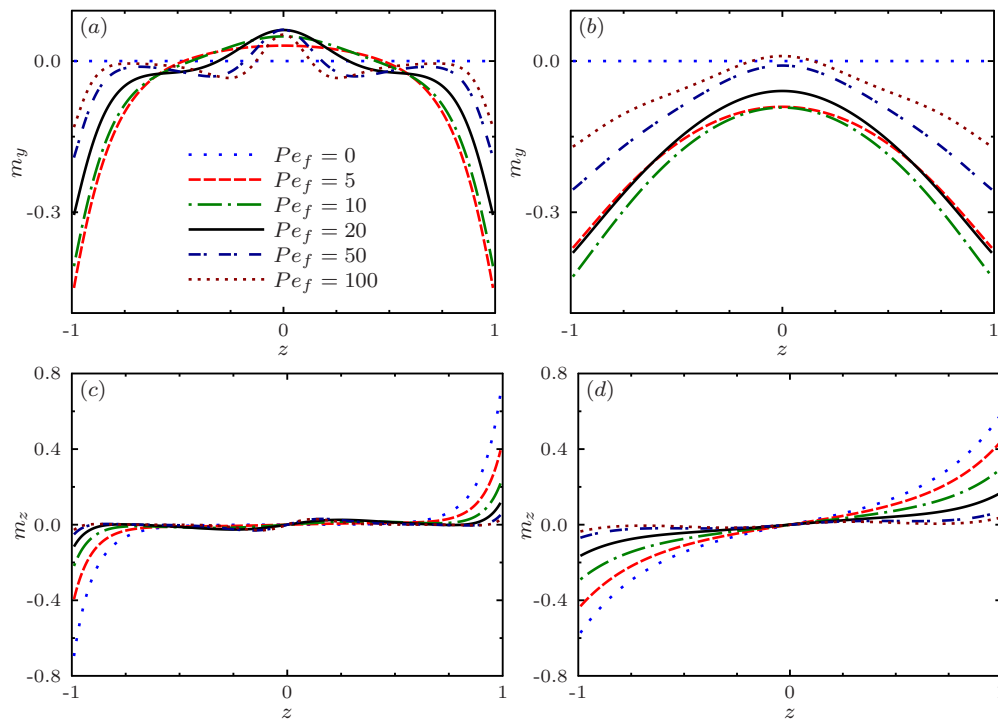 (a)
0.0
-0.3
m_y
Pe_f = 0
Pe_f = 5
Pe_f = 10
Pe_f = 20
Pe_f = 50
Pe_f = 100
-1 0 1
z
(b)
0.0
-0.3
m_y
-1 0 1
z
(c)
0.8
0.4
0.0
-0.4
-0.8
m_z
-1 0 1
z
(d)
0.8
0.4
0.0
-0.4
-0.8
m_z
-1 0 1
z